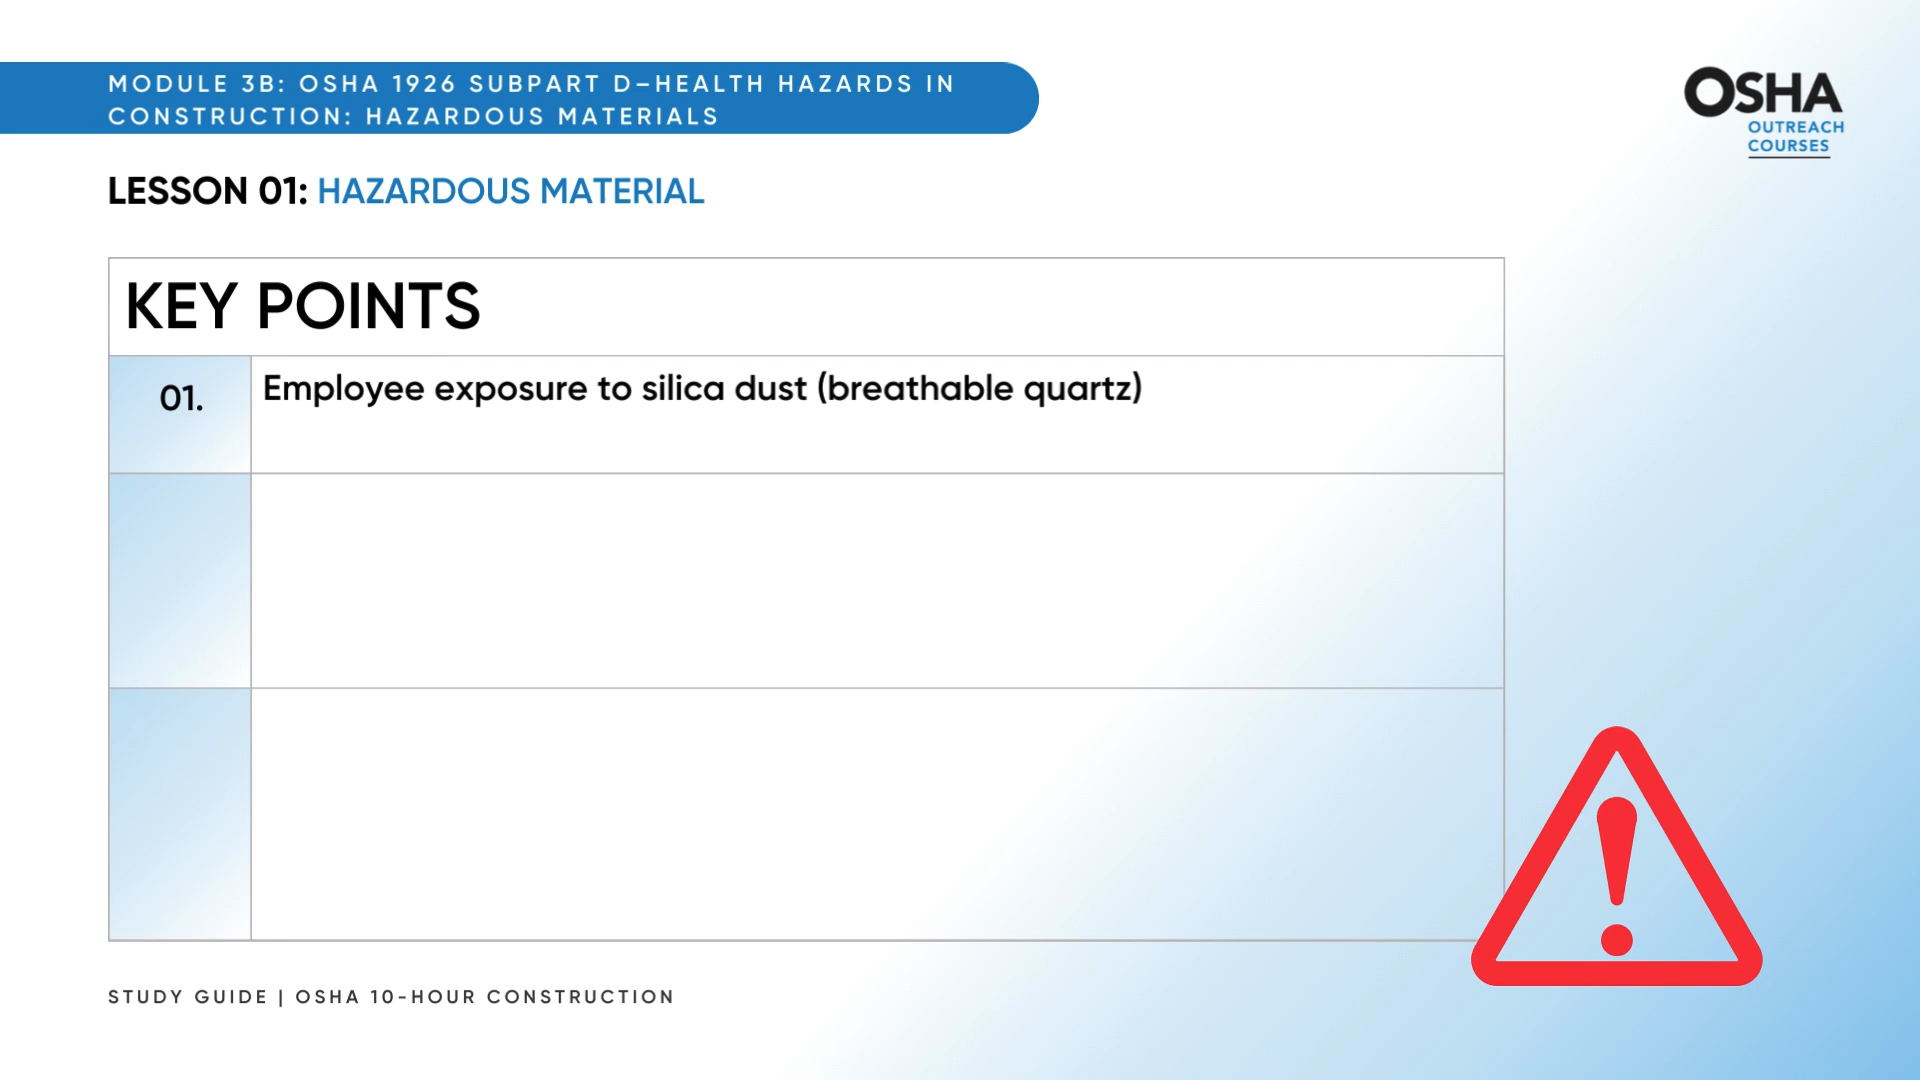 MODULE 3B: OSHA 1926 SUBPART D–HEALTH HAZARDS IN
CONSTRUCTION: HAZARDOUS MATERIALS
OSHA
OUTREACH
COURSES
LESSON 01: HAZARDOUS MATERIAL
KEY POINTS
01. Employee exposure to silica dust (breathable quartz)
STUDY GUIDE | OSHA 10-HOUR CONSTRUCTION